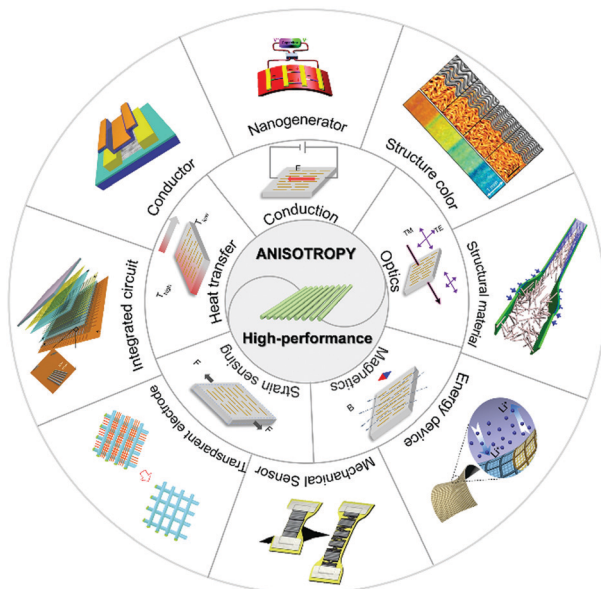 ANISOTROPY
High-performance
Conduction
F
Optics
TM
TE
Magnetics
B
Strain sensing
F
F
Heat transfer
T low
Nanogenerator
Structure color
Structural material
Energy device
Li⁺
Li⁺
Mechanical Sensor
Transparent electrode
Integrated circuit
Conductor